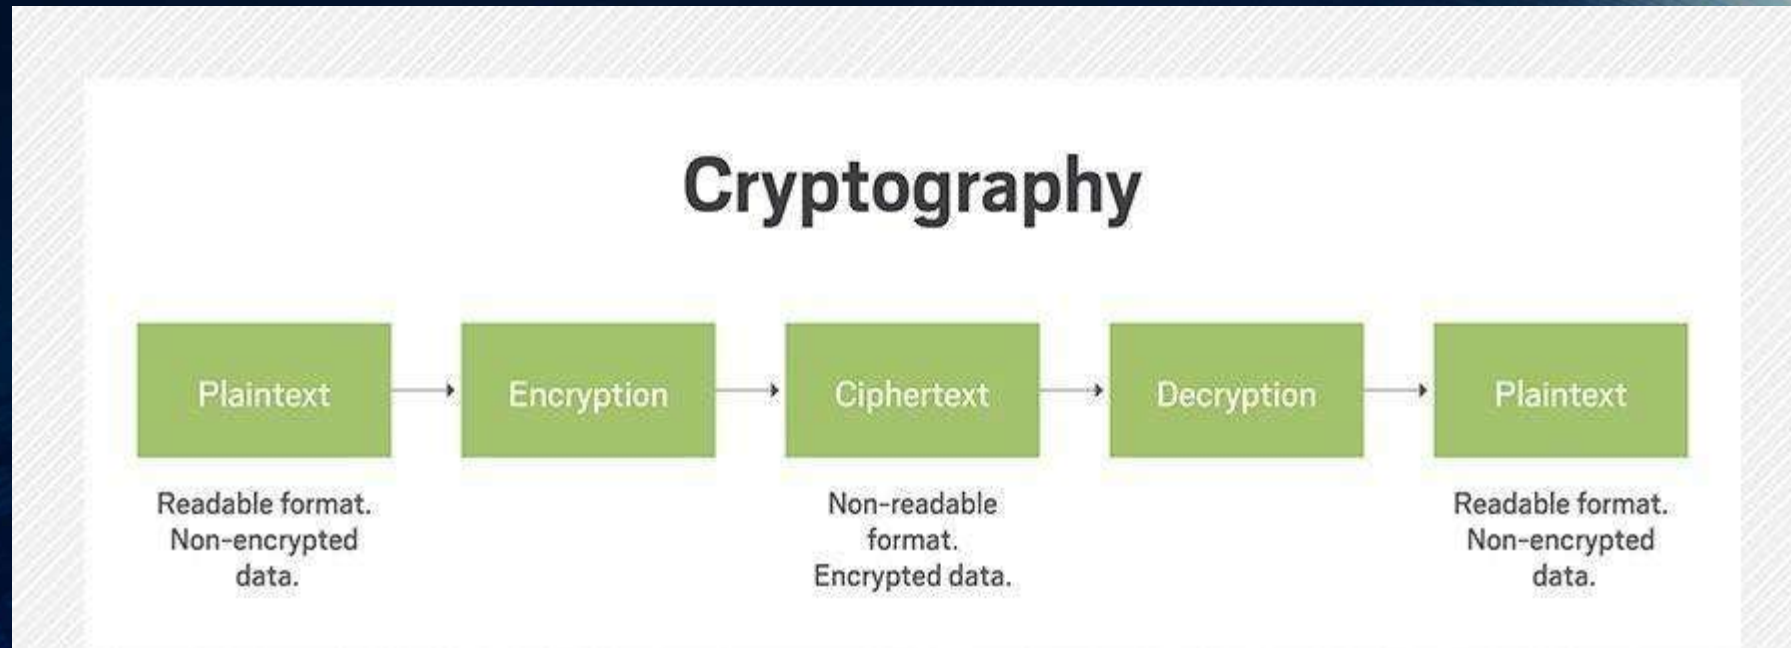 Cryptography
Plaintext
Encryption
Ciphertext
Decryption
Plaintext
Readable format.
Non-encrypted
data.
Non-readable
format.
Encrypted data.
Readable format.
Non-encrypted
data.